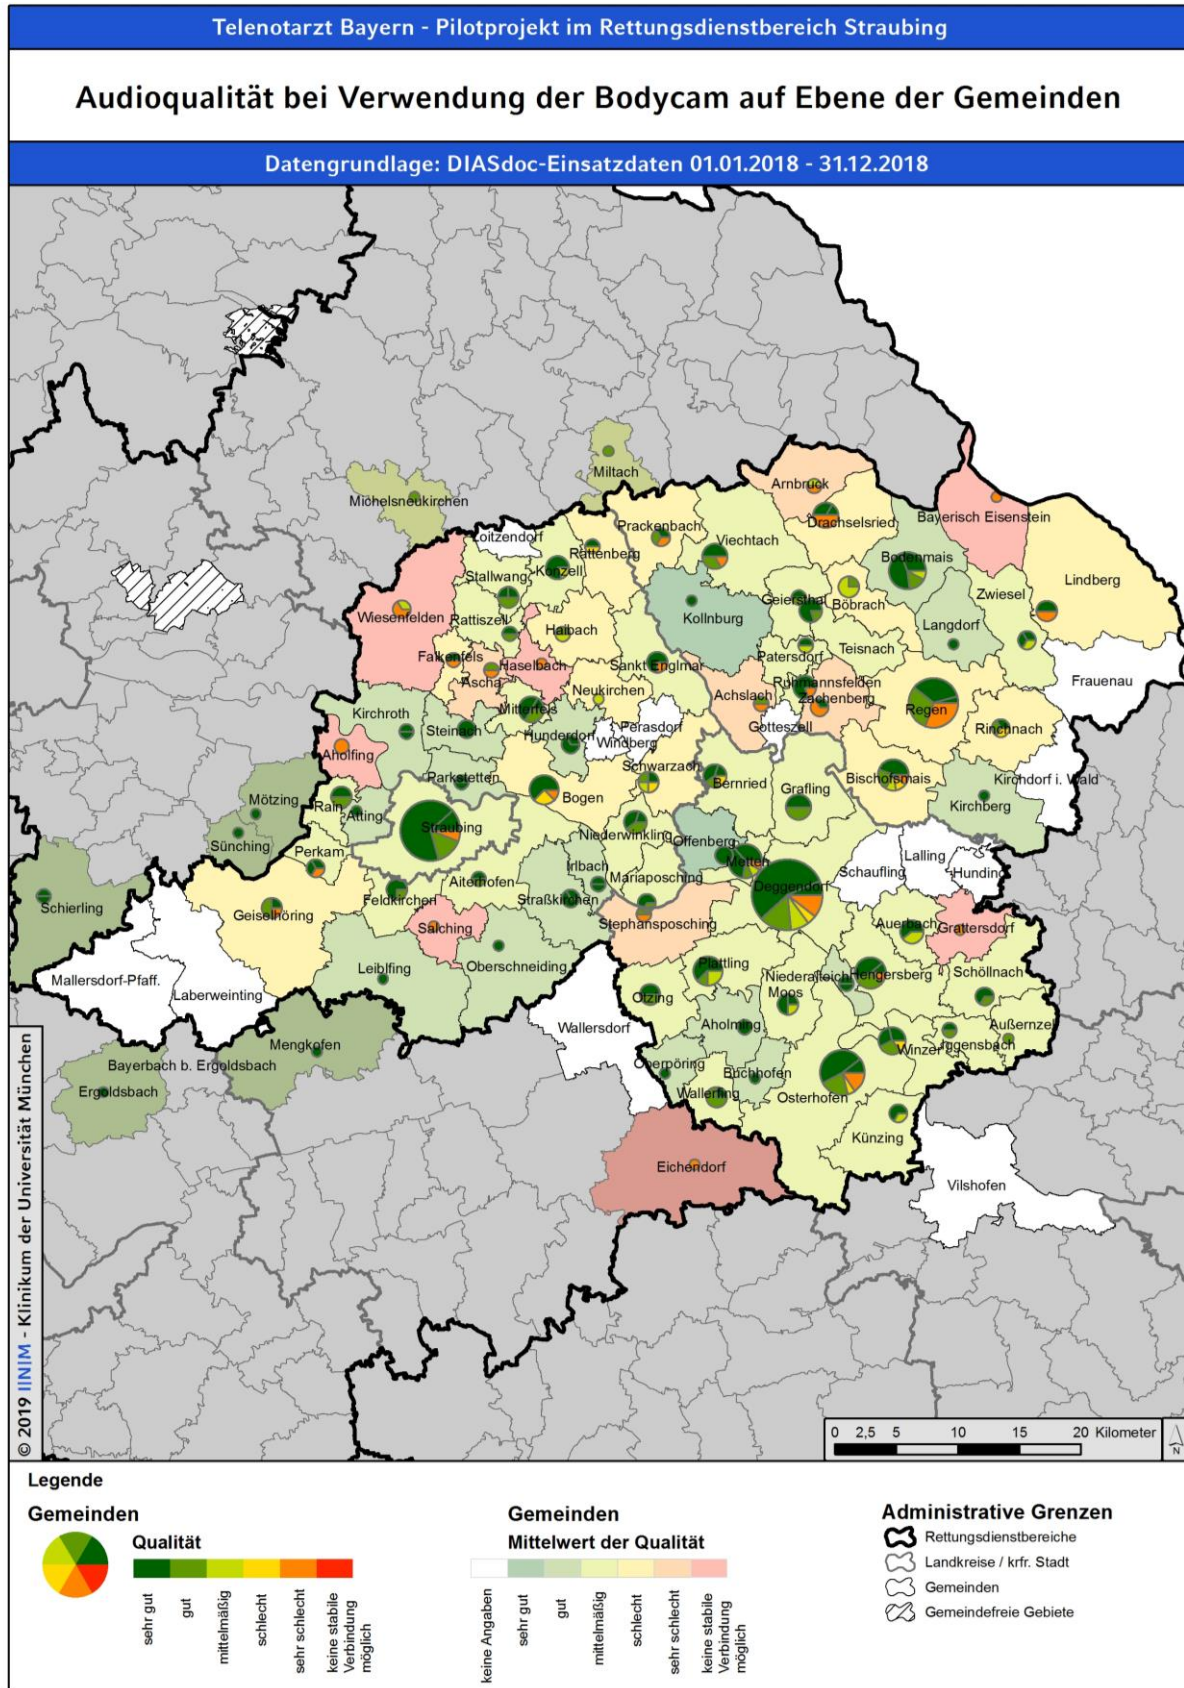 Telenotarzt Bayern - Pilotprojekt im Rettungsdienstbereich Straubing
Audioqualität bei Verwendung der Bodycam auf Ebene der Gemeinden
Datengrundlage: DIASdoc-Einsatzdaten 01.01.2018 - 31.12.2018
Miltach
Michelsneukirchen
Arnbruck
Drachselsried
Bayerisch Eisenstein
Prackenbach
Viechtach
Loitzendorf
Rattenberg
Konzell
Stallwang
Bodenmais
Lindberg
Zwiesel
Wiesenfelden
Kollnburg
Geiersthal
Böbrach
Langdorf
Rattiszell
Haibach
Patersdorf
Teisnach
Falkenfels
Haselbach
Ascha
Sankt Englmar
Frauenau
Neukirchen
Achslach
Ruhmannsfelden
Zachenberg
Regen
Rinchnach
Kirchroth
Mitterfels
Steinach
Hunderdorf
Perasdorf
Windberg
Gotteszell
Aholfing
Parkstetten
Schwarzach
Bernried
Bischofsmais
Kirchdorf i. Wald
Kirchberg
Bogen
Grafling
Mötzing
Rain
Atting
Straubing
Sünching
Niederwinkling
Offenberg
Metten
Lalling
Hunding
Schaufling
Perkam
Irlbach
Mariaposching
Aiterhofen
Deggendorf
Schierling
Feldkirchen
Straßkirchen
Geiselhöring
Salching
Stephansposching
Auerbach
Grattersdorf
Oberschneiding
Leiblfing
Plattling
Niederalteich
Hengersberg
Schöllnach
Mallersdorf-Pfaff.
Laberweinting
Otzing
Moos
Wallersdorf
Aholming
Außernzell
Iggensbach
Winzer
Mengkofen
Bayerbach b. Ergoldsbach
Ergoldsbach
Oberpöring
Buchhofen
Wallerfing
Osterhofen
Künzing
Eichendorf
Vilshofen
© 2019 INM - Klinikum der Universität München
0 2,5 5 10 15 20 Kilometer
N
Legende
Gemeinden
Qualität
sehr gut
gut
mittelmäßig
schlecht
sehr schlecht
keine stabile
Verbindung
möglich
Gemeinden
Mittelwert der Qualität
keine Angaben
sehr gut
gut
mittelmäßig
schlecht
sehr schlecht
keine stabile
Verbindung
möglich
Administrative Grenzen
Rettungsdienstbereiche
Landkreise / krfr. Stadt
Gemeinden
Gemeindefreie Gebiete